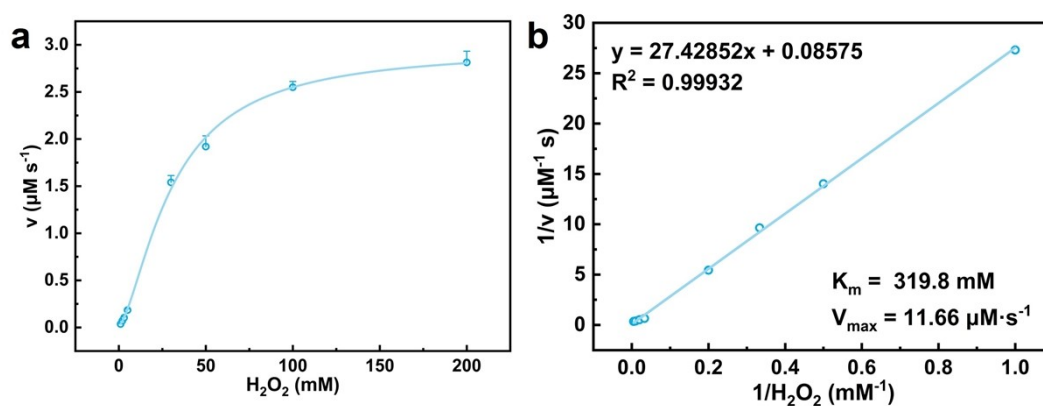 a
3.0
2.5
2.0
1.5
1.0
0.5
0.0
v (μM s⁻¹)
0
50
100
150
200
H₂O₂ (mM)
b
30
25
20
15
10
5
0
1/v (μM⁻¹ s)
y = 27.42852x + 0.08575
R² = 0.99932
Kₘ = 319.8 mM
Vₘₐₓ = 11.66 μM·s⁻¹
0.0
0.2
0.4
0.6
0.8
1.0
1/H₂O₂ (mM⁻¹)